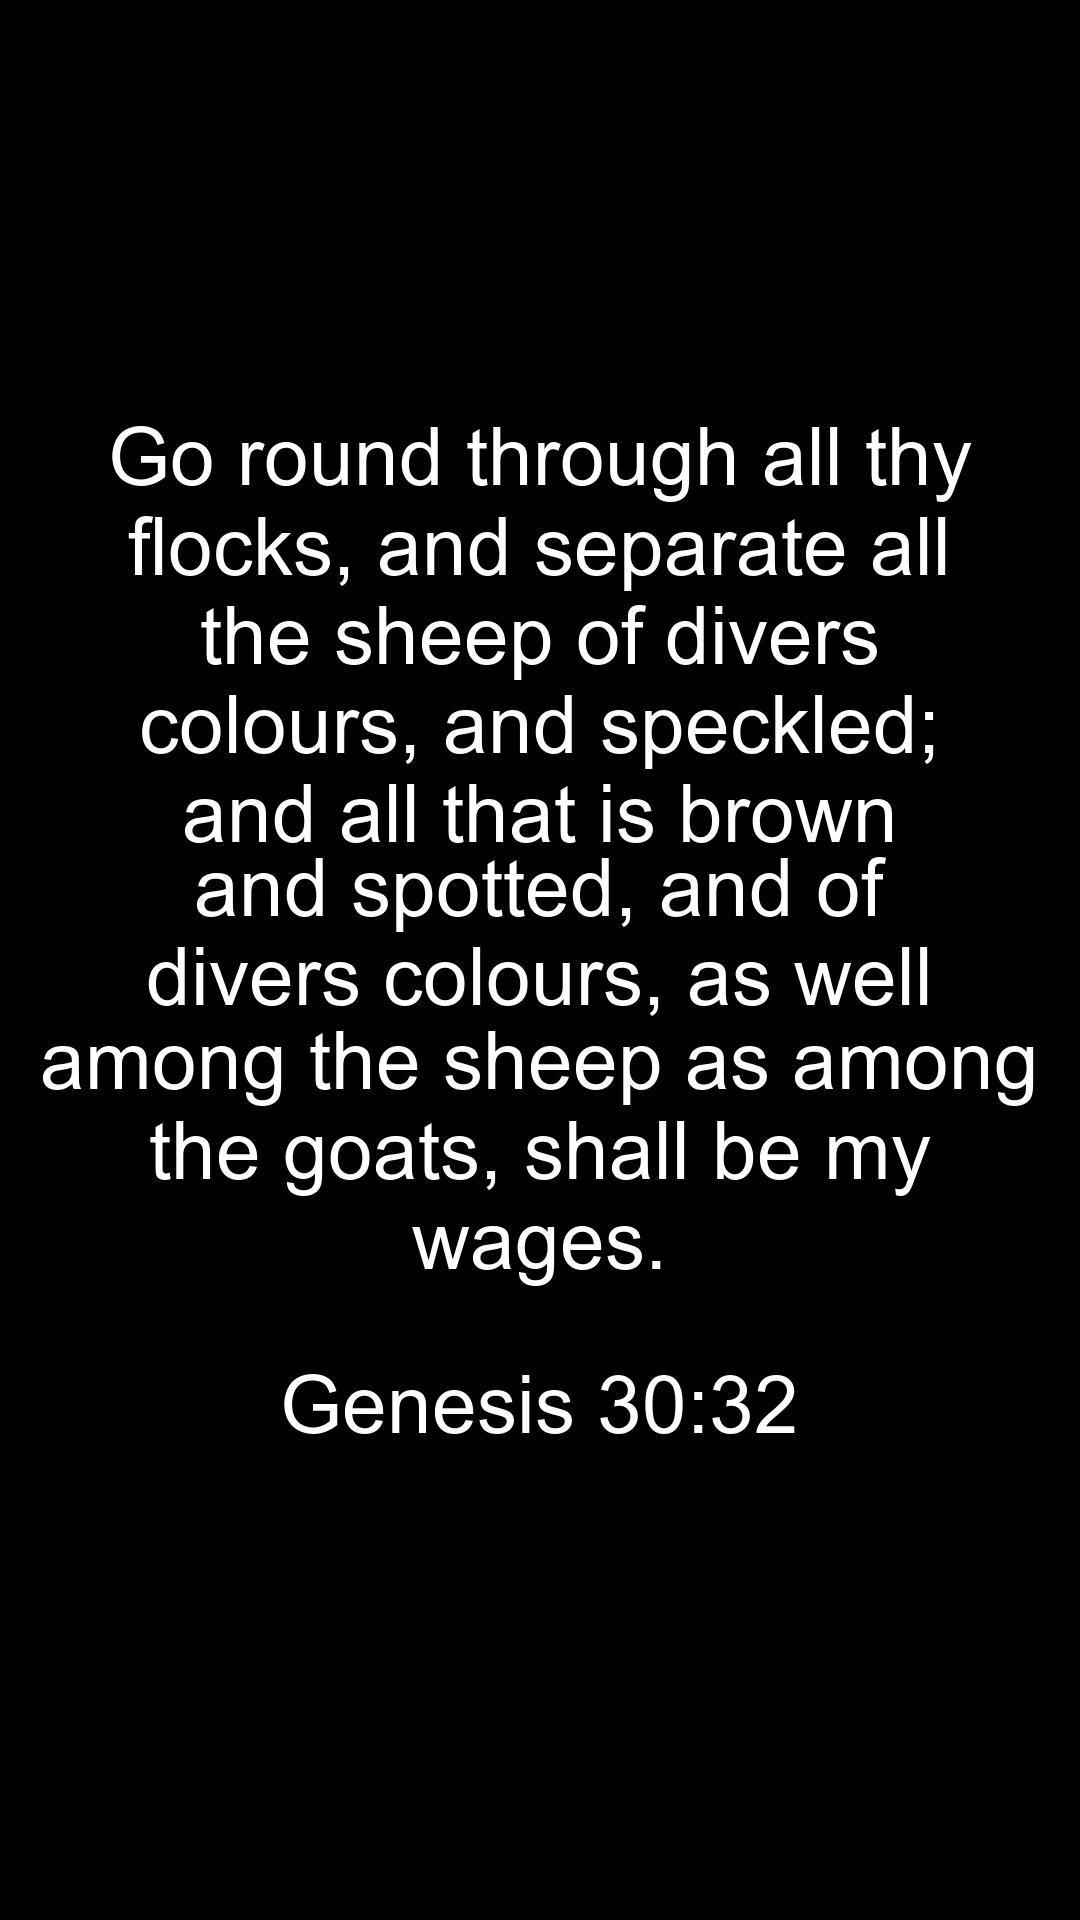 Go round through all thy
flocks, and separate all
the sheep of divers
colours, and speckled;
and all that is brown
and spotted, and of
divers colours, as well
among the sheep as among
the goats, shall be my
wages.
Genesis 30:32